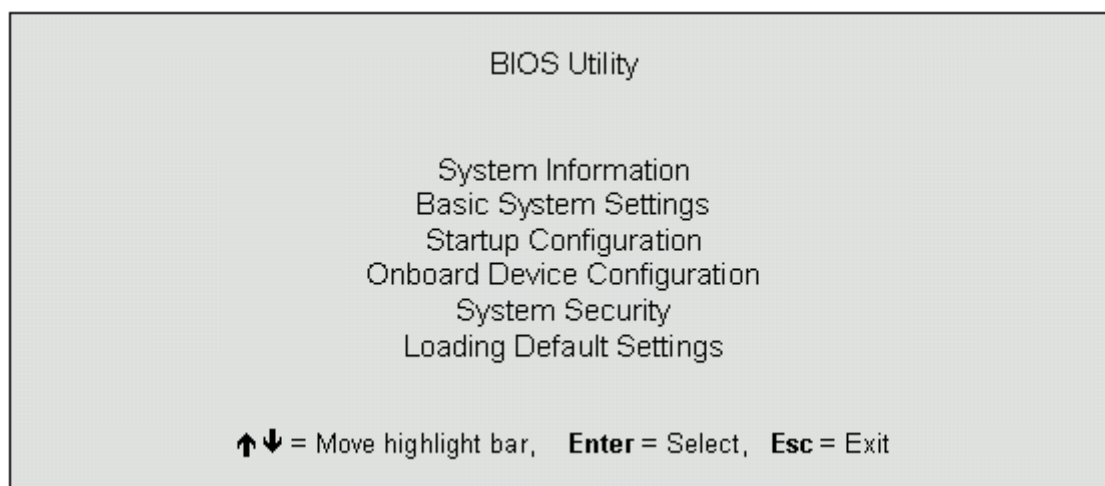 BIOS Utility
System Information
Basic System Settings
Startup Configuration
Onboard Device Configuration
System Security
Loading Default Settings
↑↓ = Move highlight bar, Enter = Select, Esc = Exit